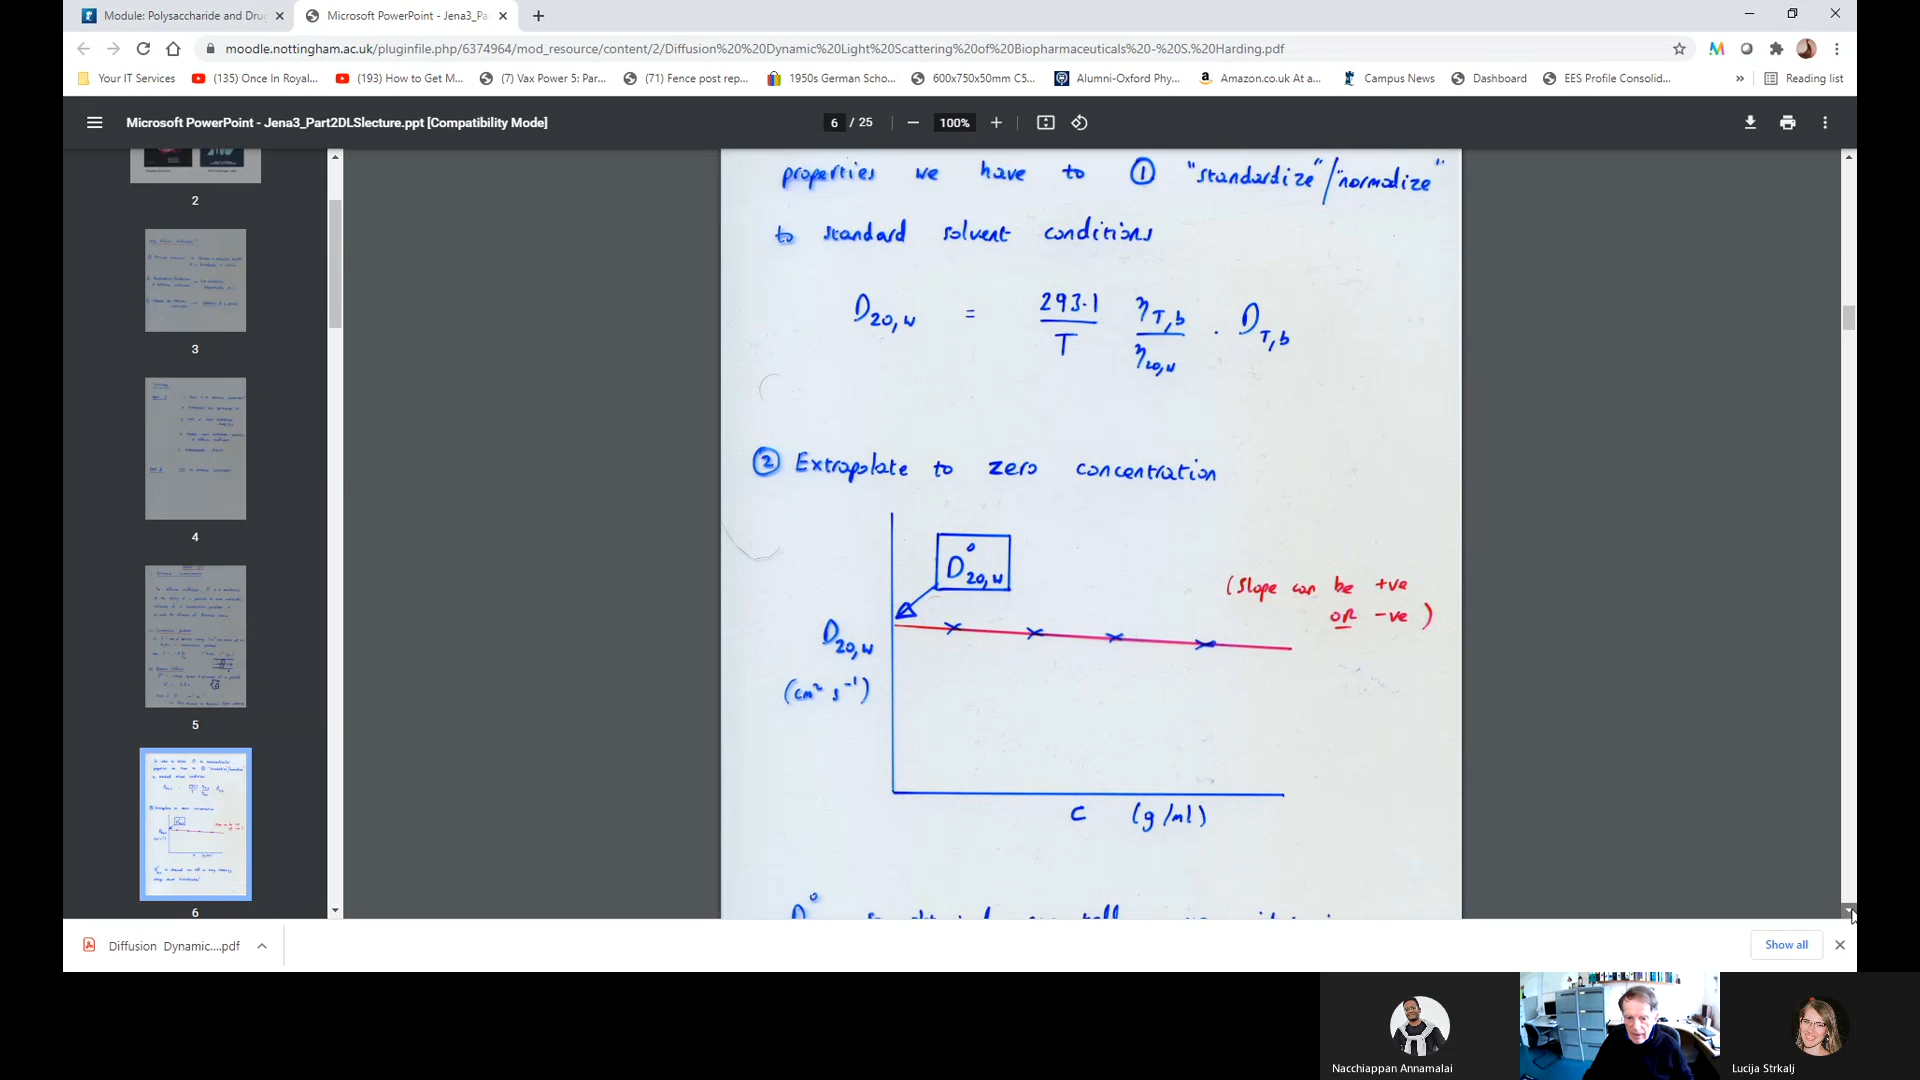 Module: Polysaccharide and Dru
Microsoft PowerPoint - Jena3_Pa
moodle.nottingham.ac.uk/pluginfile.php/6374964/mod_resource/content/2/Diffusion%20%20Dynamic%20Light%20Scattering%20of%20Biopharmaceuticals%20-%20S.%20Harding.pdf
Your IT Services
(135) Once In Royal...
(193) How to Get M...
(7) Vax Power 5: Par...
(71) Fence post rep...
1950s German Scho...
600x750x50mm C5...
Alumni-Oxford Phy...
Amazon.co.uk At a...
Campus News
Dashboard
EES Profile Consolid...
»
Reading list
Microsoft PowerPoint - Jena3_Part2DLSlecture.ppt [Compatibility Mode]
6 / 25
100%
2
3
4
5
6
properties we have to ① "standardize"/"normalize"
to standard solvent conditions
D20,w = 293.1/T ηT,b/η20,w . DT,b
② Extrapolate to zero concentration
D°20,w
(slope can be +ve
OR -ve)
D20,w
(cm² s⁻¹)
c (g/ml)
Diffusion Dynamic....pdf
Show all
Nacchiappan Annamalai
Lucija Strkalj